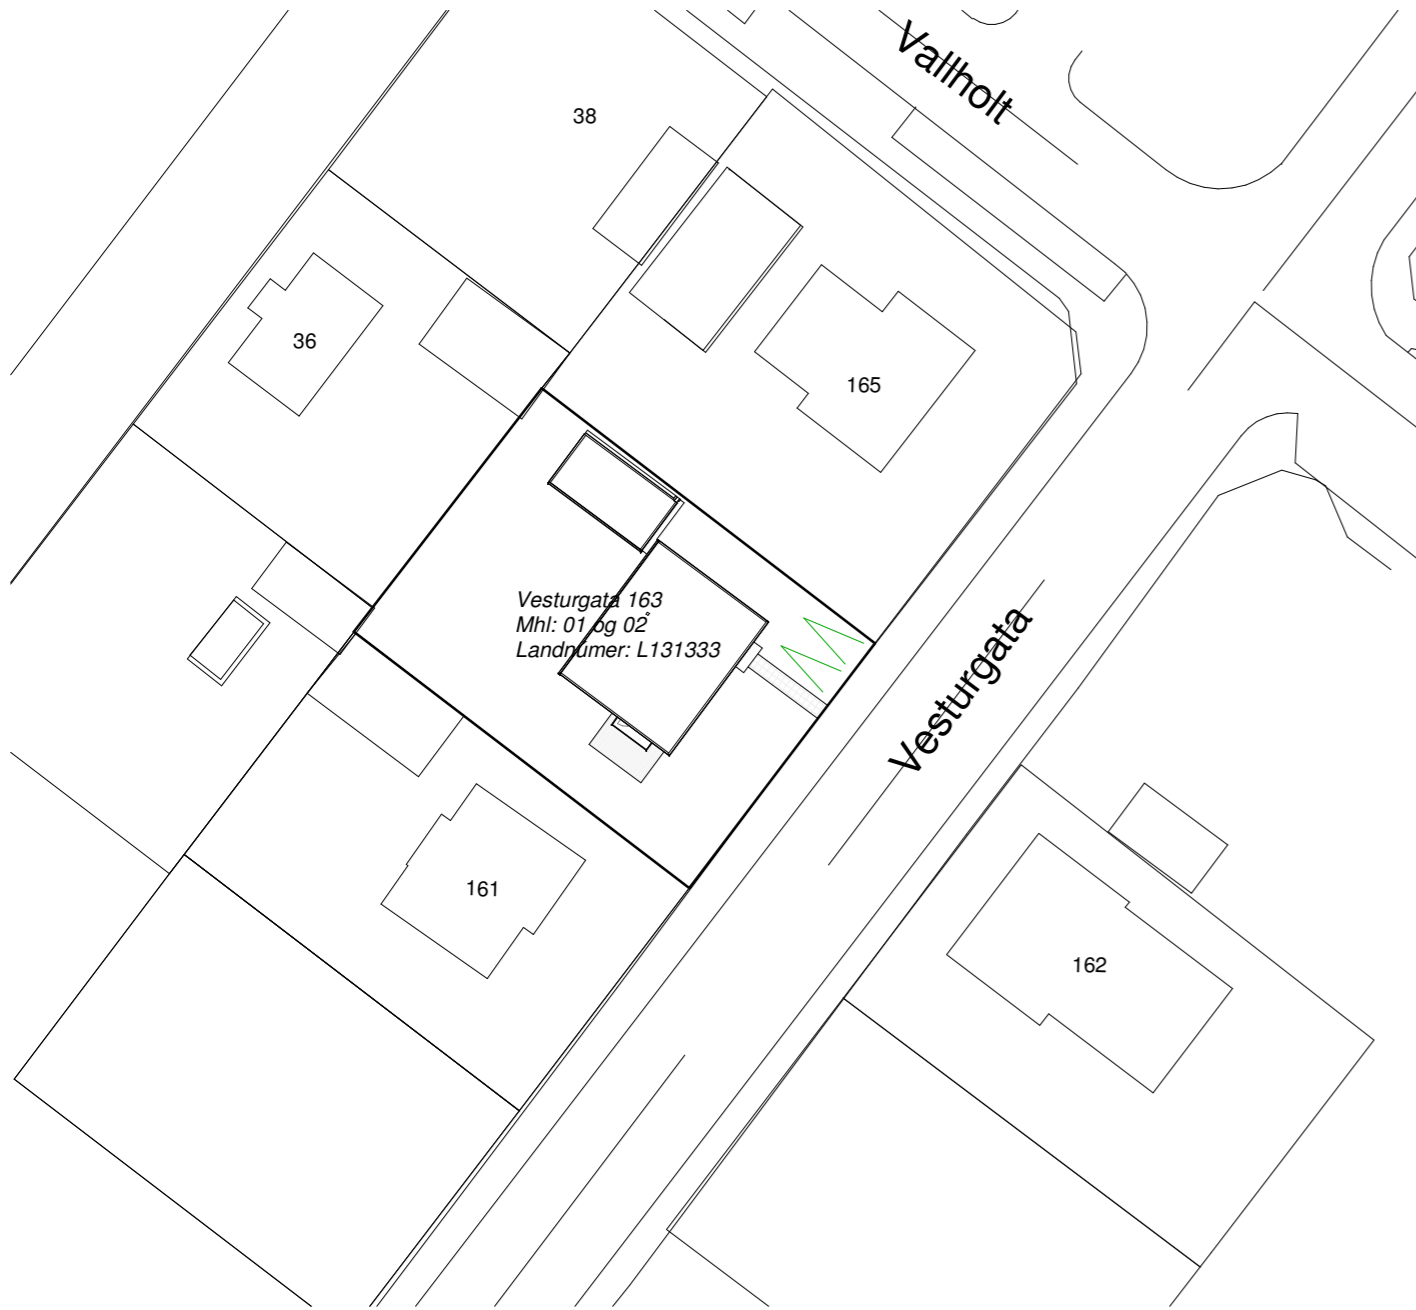 Vallholt
38
36
165
Vesturgata 163
Mhl: 01 og 02
Landnúmer: L131333
Vesturgata
161
162